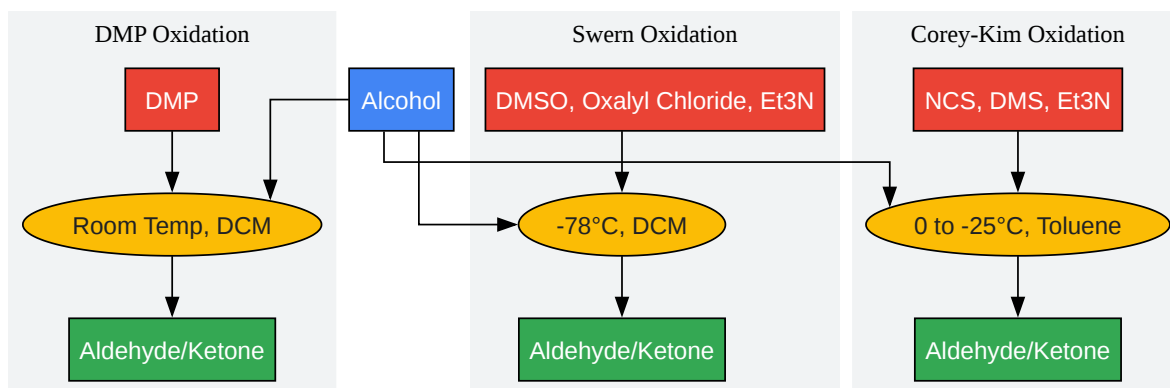 DMP Oxidation
Swern Oxidation
Corey-Kim Oxidation
DMP
Alcohol
DMSO, Oxalyl Chloride, Et3N
NCS, DMS, Et3N
Room Temp, DCM
-78°C, DCM
0 to -25°C, Toluene
Aldehyde/Ketone
Aldehyde/Ketone
Aldehyde/Ketone